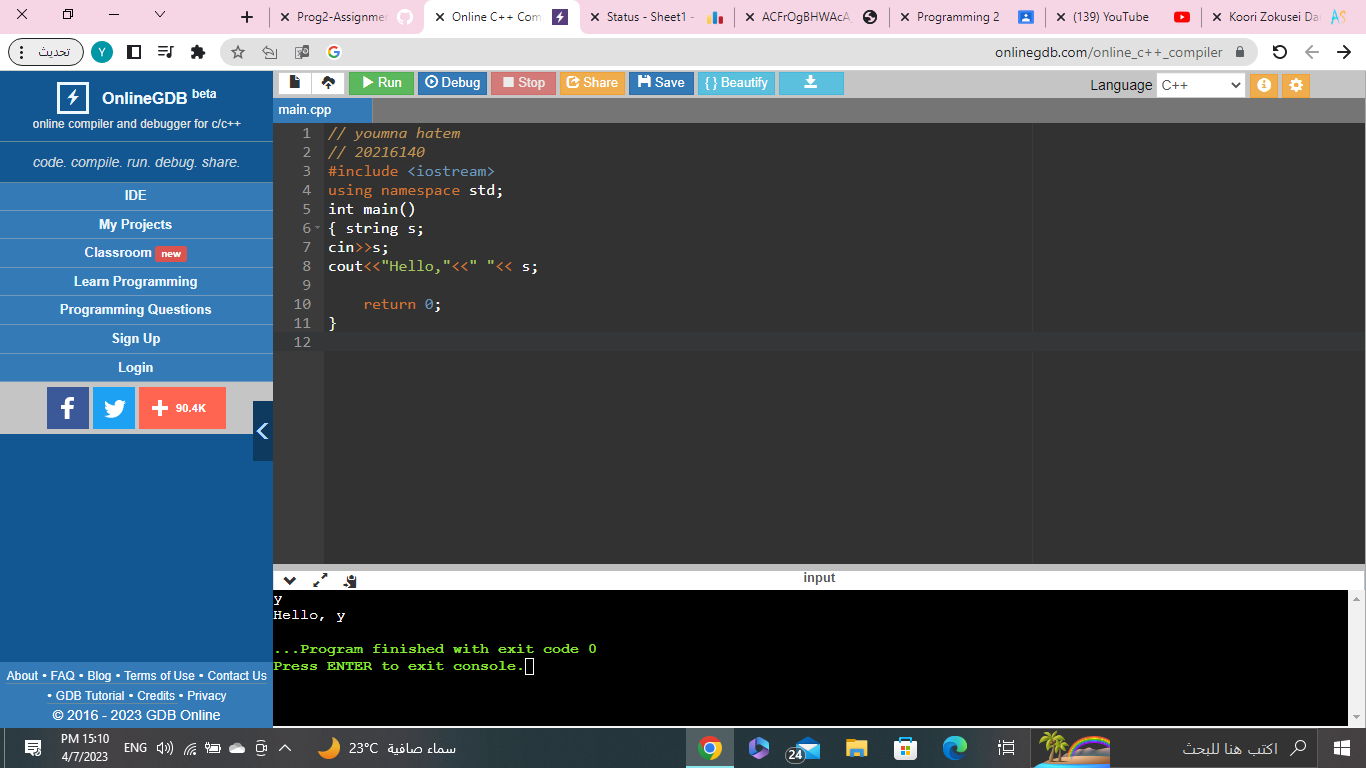 Prog2-Assignmer
Online C++ Com
Status - Sheet1 -
ACFrOgBHWAcA
Programming 2
(139) YouTube
Koori Zokusei Da
تحديث
Y
onlinegdb.com/online_c++_compiler
OnlineGDB beta
online compiler and debugger for c/c++
code. compile. run. debug. share.
IDE
My Projects
Classroom new
Learn Programming
Programming Questions
Sign Up
Login
90.4K
About • FAQ • Blog • Terms of Use • Contact Us
• GDB Tutorial • Credits • Privacy
© 2016 - 2023 GDB Online
Run
Debug
Stop
Share
Save
{ } Beautify
Language C++
main.cpp
1 // youmna hatem
2 // 20216140
3 #include <iostream>
4 using namespace std;
5 int main()
6 { string s;
7 cin>>s;
8 cout<<"Hello,"<<" "<< s;
9
10 return 0;
11 }
12
input
y
Hello, y
...Program finished with exit code 0
Press ENTER to exit console.
PM 15:10
4/7/2023
ENG
23°C سماء صافية
24
اكتب هنا للبحث